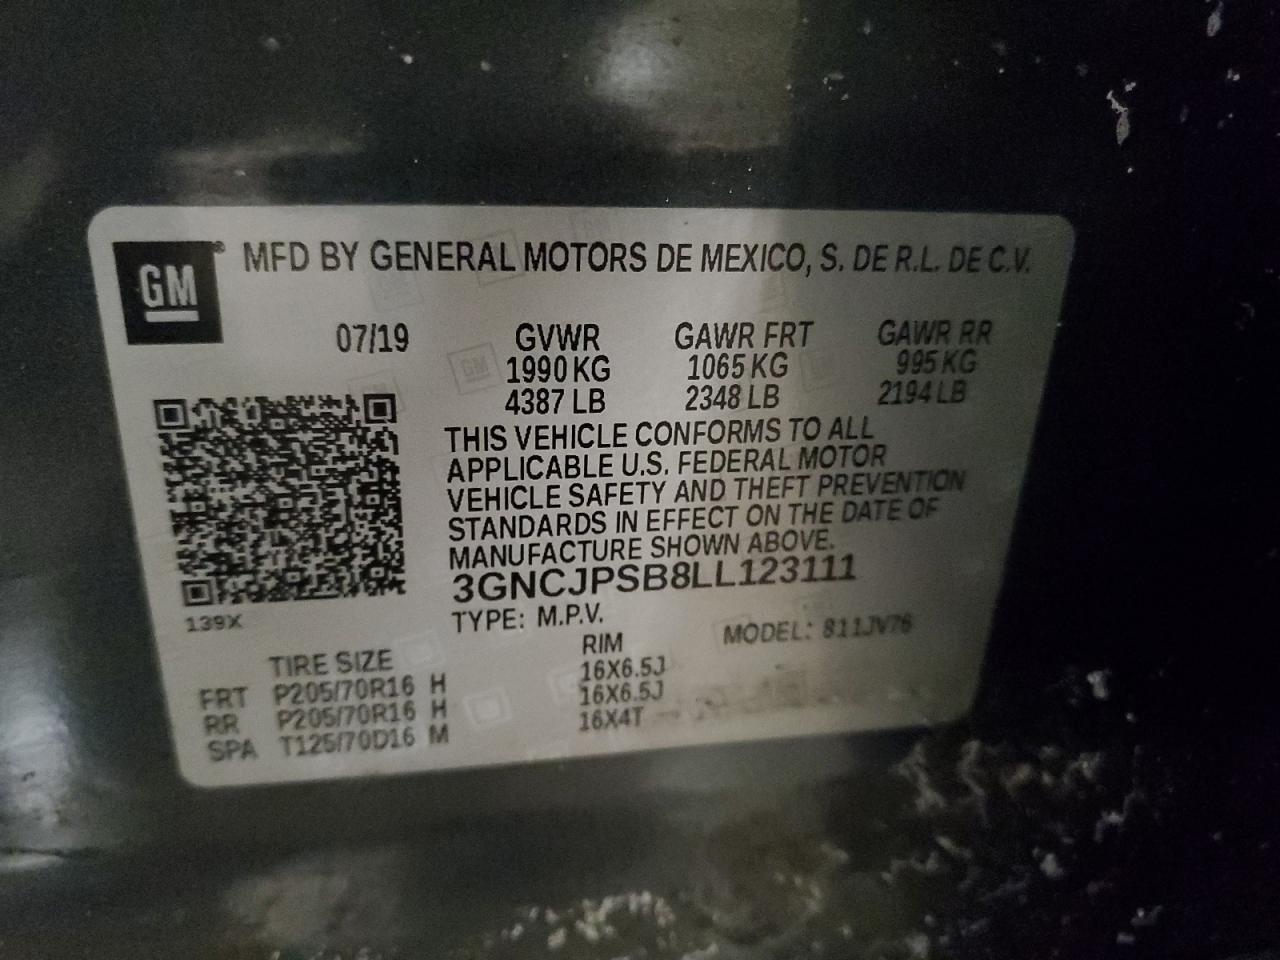 GM® MFD BY GENERAL MOTORS DE MEXICO, S. DE R.L. DE C.V.
07/19 GVWR GAWR FRT GAWR RR
1990 KG 1065 KG 995 KG
4387 LB 2348 LB 2194 LB
THIS VEHICLE CONFORMS TO ALL
APPLICABLE U.S. FEDERAL MOTOR
VEHICLE SAFETY AND THEFT PREVENTION
STANDARDS IN EFFECT ON THE DATE OF
MANUFACTURE SHOWN ABOVE.
3GNCJPSB8LL123111
139X TYPE: M.P.V. MODEL: 811JV76
TIRE SIZE RIM
FRT P205/70R16 H 16X6.5J
RR P205/70R16 H 16X6.5J
SPA T125/70D16 M 16X4T